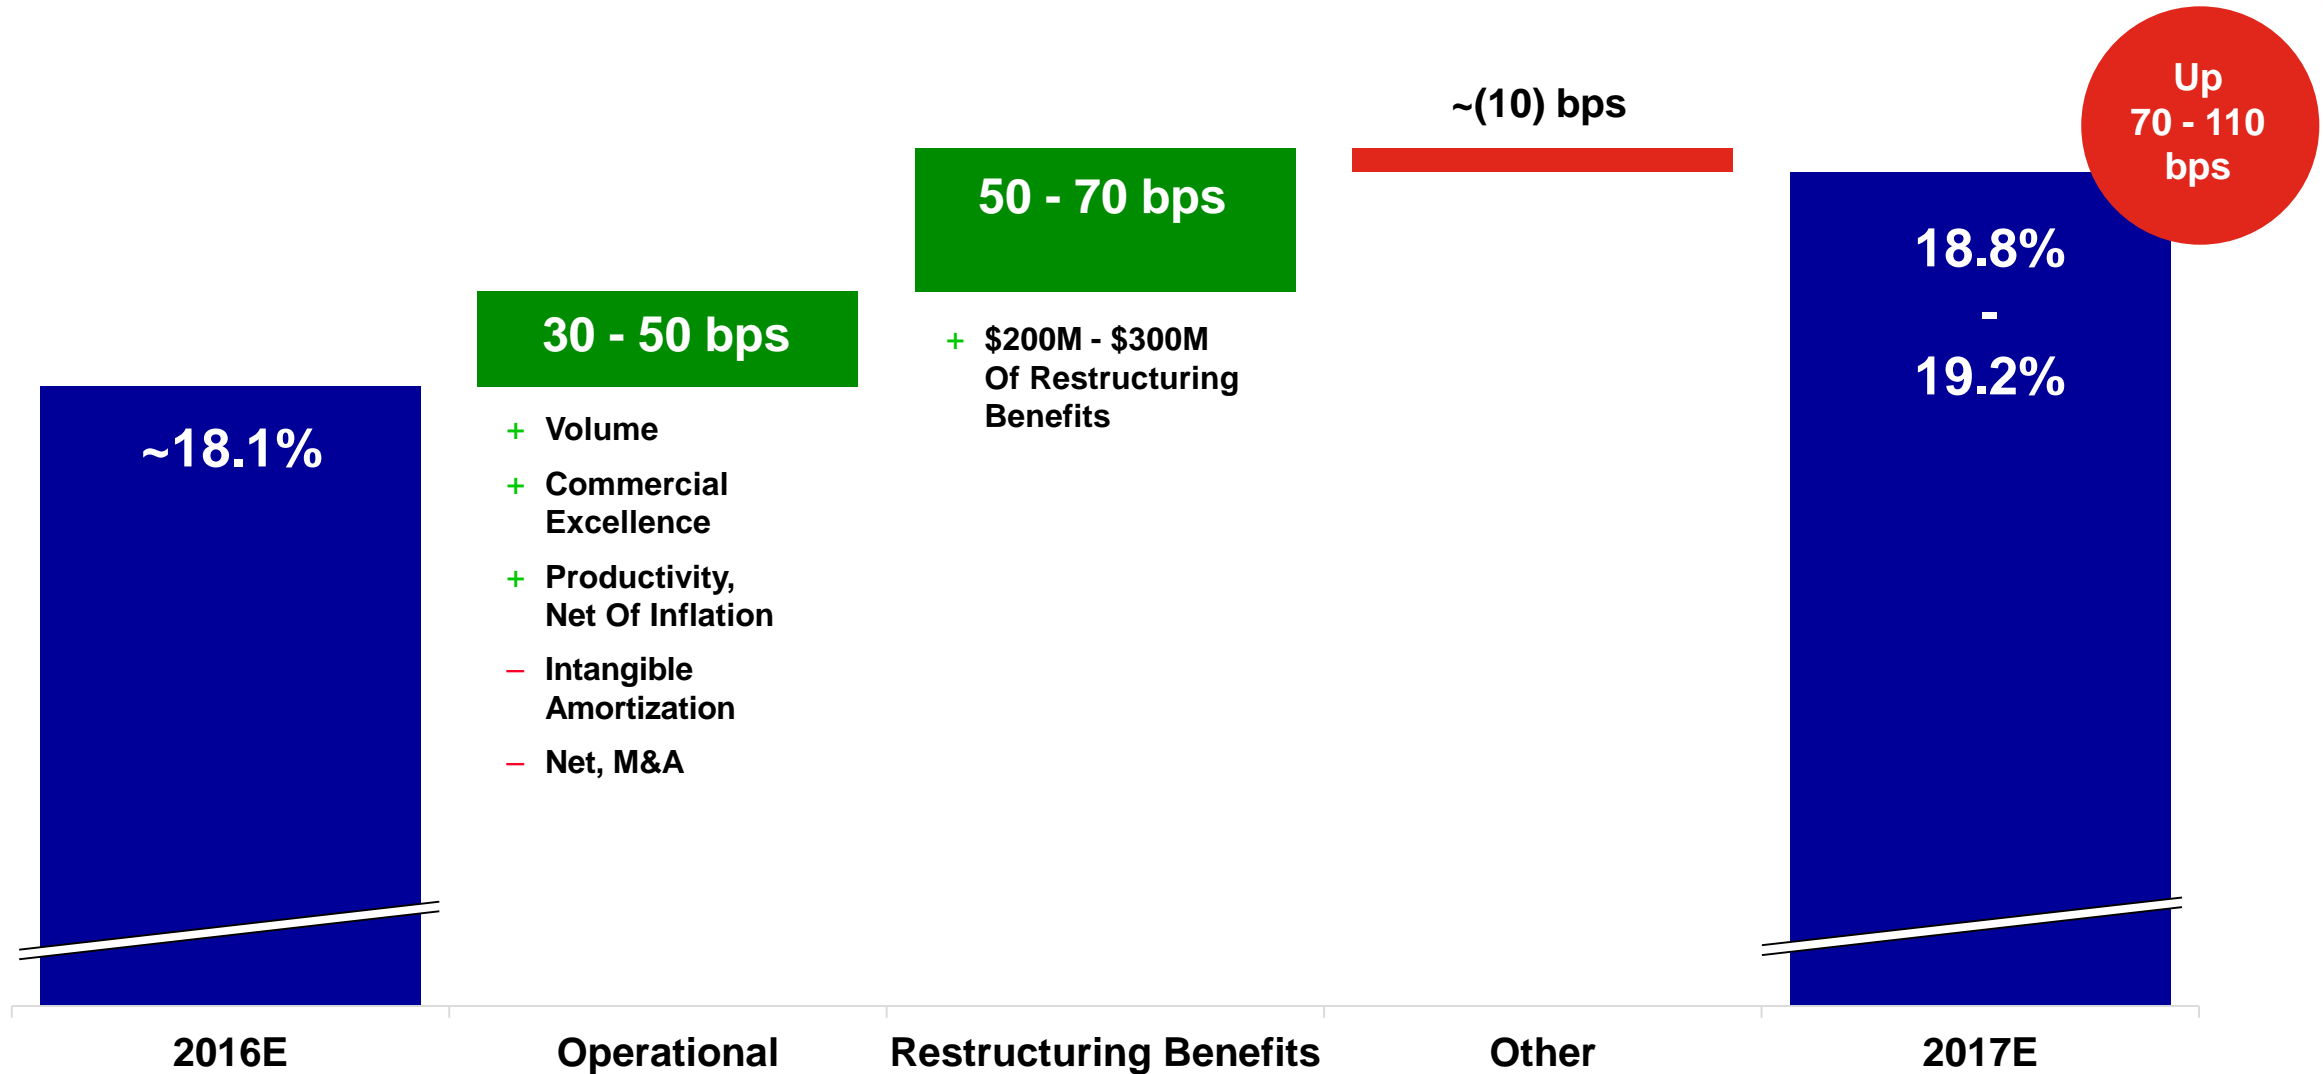 Up
70 - 110
bps
~(10) bps
50 - 70 bps
18.8%
-
19.2%
30 - 50 bps
+ $200M - $300M
Of Restructuring
Benefits
~18.1%
+ Volume
+ Commercial
Excellence
+ Productivity,
Net Of Inflation
– Intangible
Amortization
– Net, M&A
2016E
Operational
Restructuring Benefits
Other
2017E